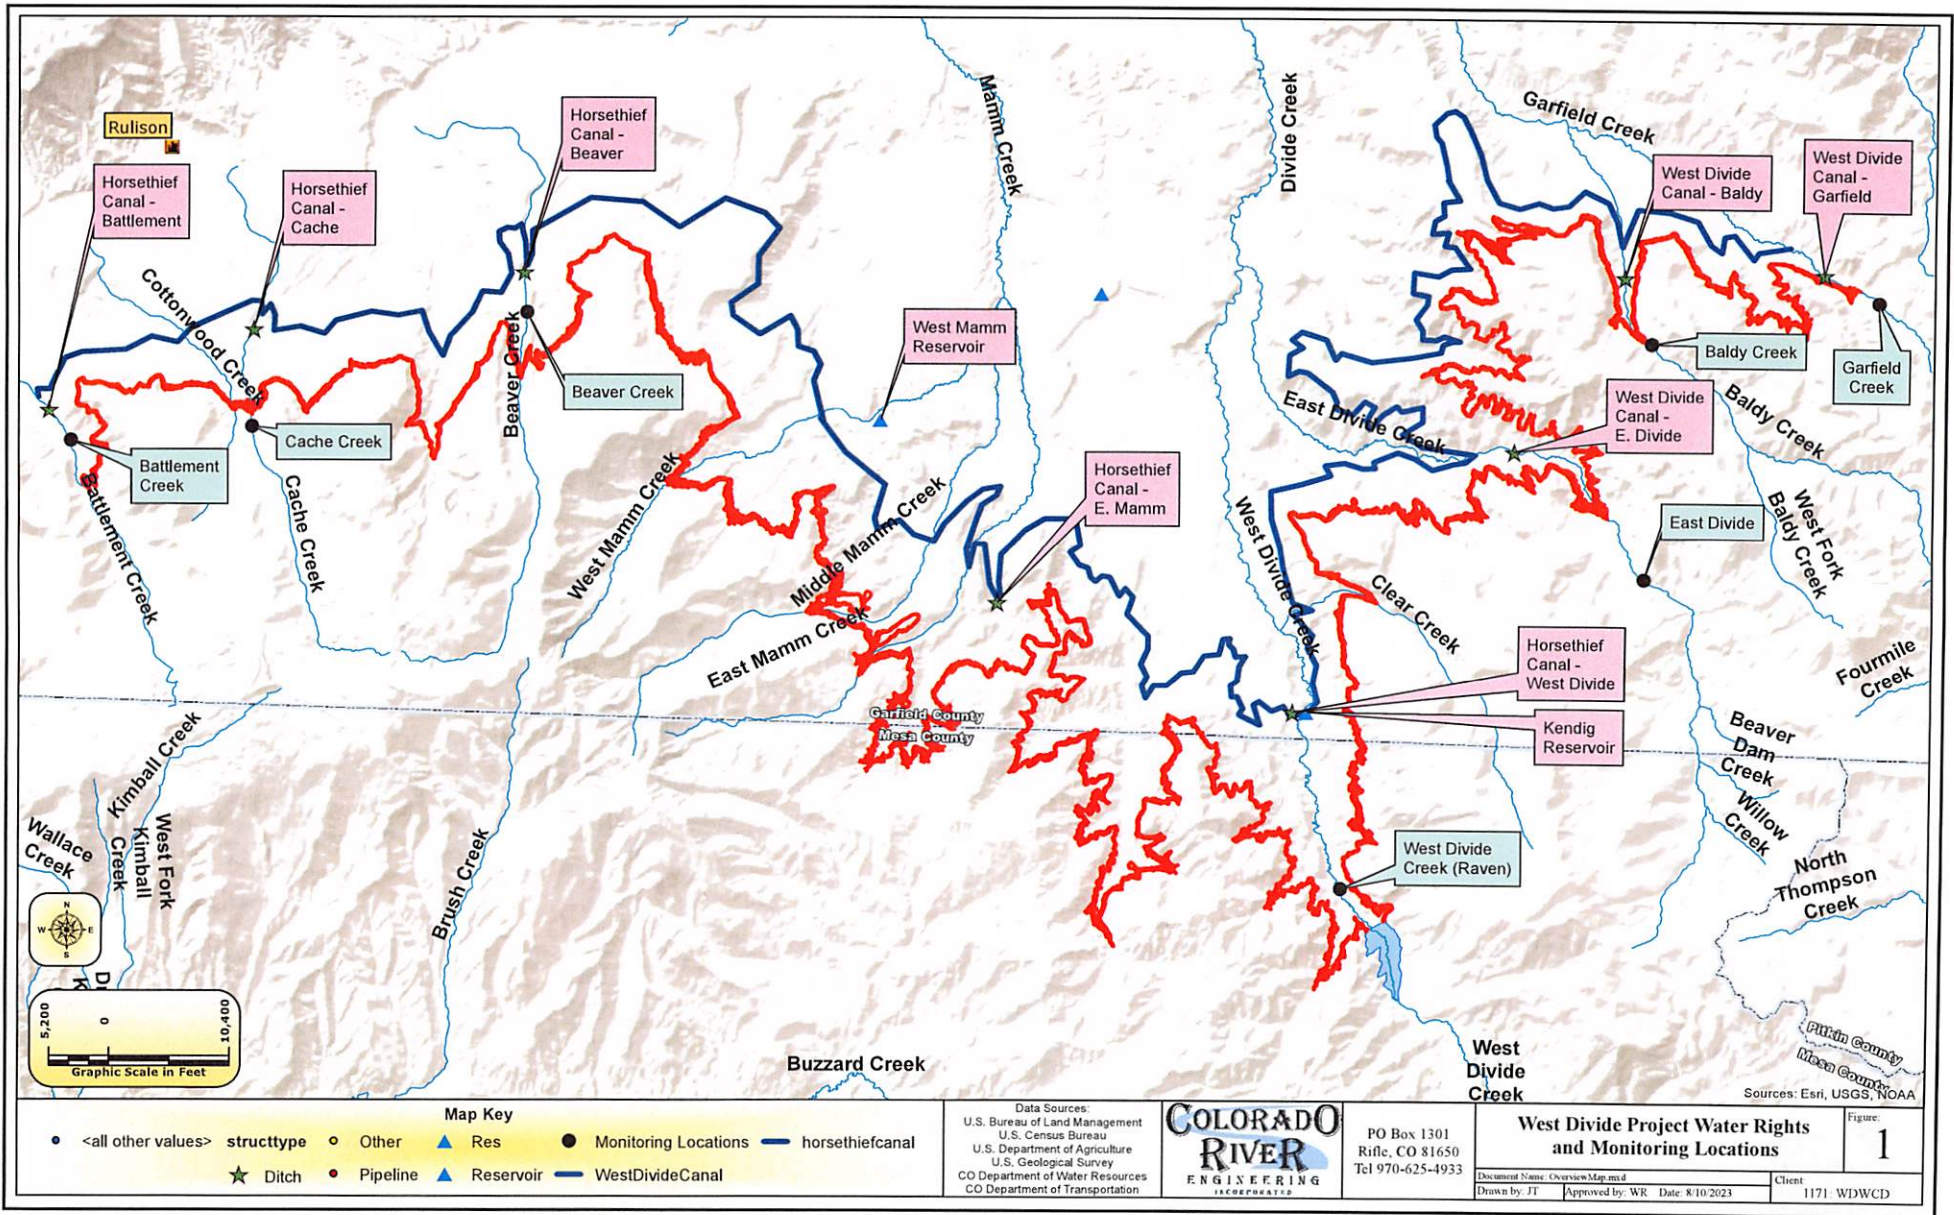 Rulison
Horsethief
Canal -
Battlement
Horsethief
Canal -
Cache
Horsethief
Canal -
Beaver
Mamm Creek
Divide Creek
Garfield Creek
West Divide
Canal - Baldy
West Divide
Canal -
Garfield
Cottonwood Creek
Beaver Creek
West Mamm
Reservoir
Beaver Creek
Baldy Creek
Garfield
Creek
Cache Creek
Battlement
Creek
East Divide Creek
West Divide
Canal -
E. Divide
Baldy Creek
Battlement Creek
Cache Creek
West Mamm Creek
Middle Mamm Creek
East Mamm Creek
Horsethief
Canal -
E. Mamm
West Divide Creek
East Divide
West Fork
Baldy Creek
Clear Creek
Horsethief
Canal -
West Divide
Kendig
Reservoir
Fourmile
Creek
Garfield County
Mesa County
Beaver
Dam
Creek
Willow
Creek
Kimball Creek
Wallace
Creek
Creek
West Fork
Kimball
Brush Creek
West Divide
Creek (Raven)
North
Thompson
Creek
N
W E
S
D
K
5,200 0 10,400
Graphic Scale in Feet
Buzzard Creek
West
Divide
Creek
Pitkin County
Mesa County
Sources: Esri, USGS, NOAA
Map Key
<all other values> structtype Other Res Monitoring Locations horsethiefcanal
Ditch Pipeline Reservoir WestDivideCanal
Data Sources:
U.S. Bureau of Land Management
U.S. Census Bureau
U.S. Department of Agriculture
U.S. Geological Survey
CO Department of Water Resources
CO Department of Transportation
COLORADO
RIVER
ENGINEERING
INCORPORATED
PO Box 1301
Rifle, CO 81650
Tel 970-625-4933
West Divide Project Water Rights
and Monitoring Locations
Document Name: OverviewMap.mxd
Drawn by: JT Approved by: WR Date: 8/10/2023
Figure:
1
Client
1171: WDWCD